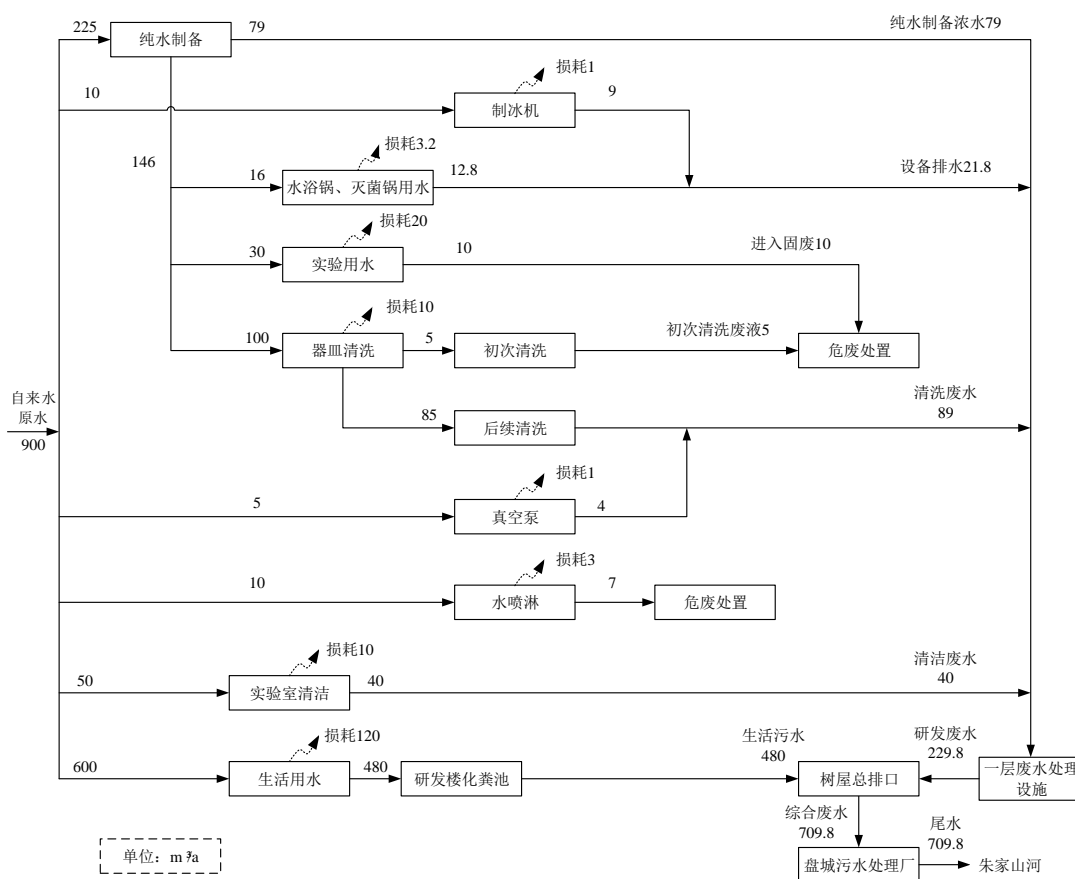 225
纯水制备
79
纯水制备浓水79
10
损耗1
制冰机
9
146
16
损耗3.2
水浴锅、灭菌锅用水
12.8
设备排水21.8
30
损耗20
实验用水
10
进入固废10
100
损耗10
器皿清洗
5
初次清洗
初次清洗废液5
危废处置
自来水
原水
900
85
后续清洗
清洗废水
89
5
损耗1
真空泵
4
10
损耗3
水喷淋
7
危废处置
50
损耗10
实验室清洁
40
清洁废水
40
600
损耗120
生活用水
480
研发楼化粪池
生活污水
480
树屋总排口
研发废水
229.8
一层废水处理
设施
综合废水
709.8
盘城污水处理厂
尾水
709.8
朱家山河
单位：m³/a